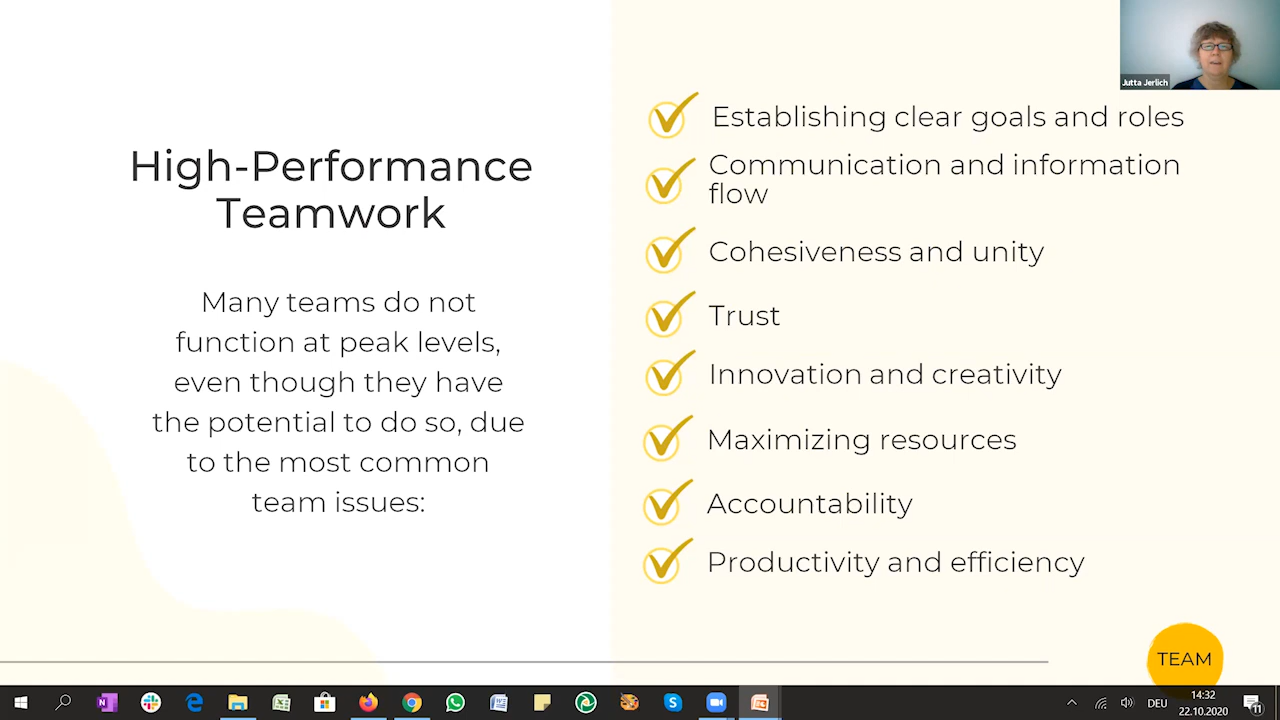 Jutta Jerlich
High-Performance
Teamwork
Many teams do not
function at peak levels,
even though they have
the potential to do so, due
to the most common
team issues:
Establishing clear goals and roles
Communication and information
flow
Cohesiveness and unity
Trust
Innovation and creativity
Maximizing resources
Accountability
Productivity and efficiency
TEAM
DEU
14:32
22.10.2020
11